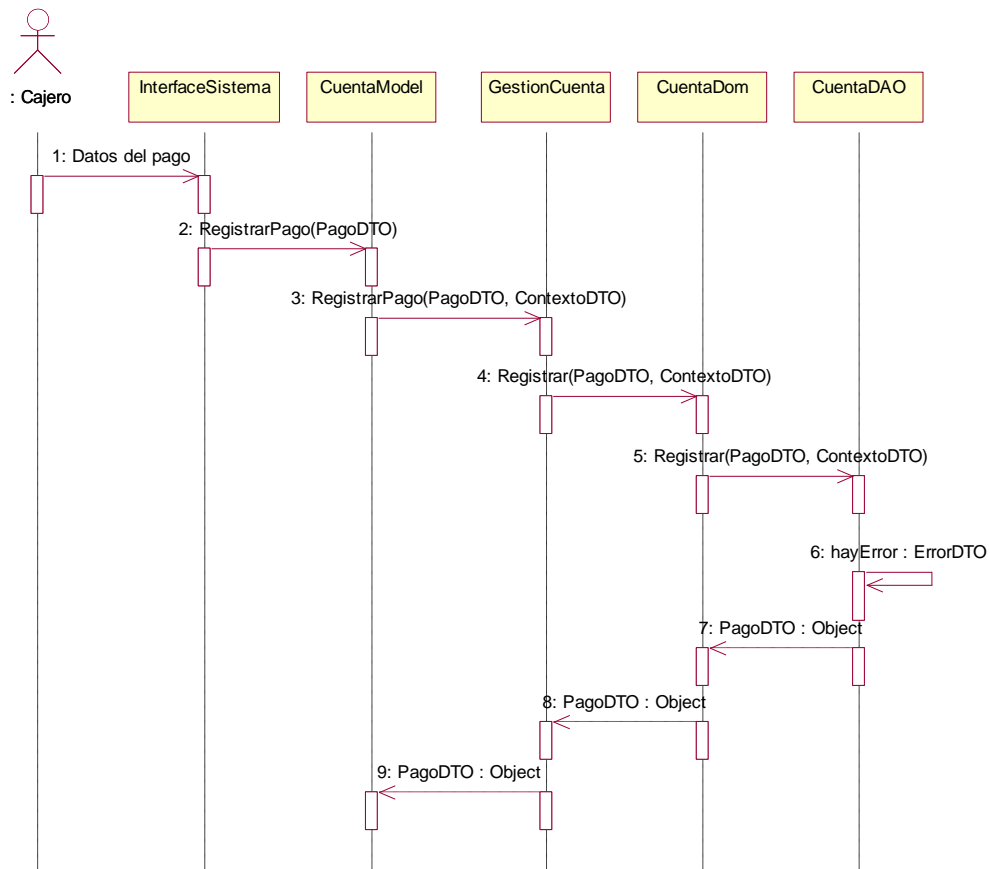 : Cajero
InterfaceSistema
CuentaModel
GestionCuenta
CuentaDom
CuentaDAO
1: Datos del pago
2: RegistrarPago(PagoDTO)
3: RegistrarPago(PagoDTO, ContextoDTO)
4: Registrar(PagoDTO, ContextoDTO)
5: Registrar(PagoDTO, ContextoDTO)
6: hayError : ErrorDTO
7: PagoDTO : Object
8: PagoDTO : Object
9: PagoDTO : Object